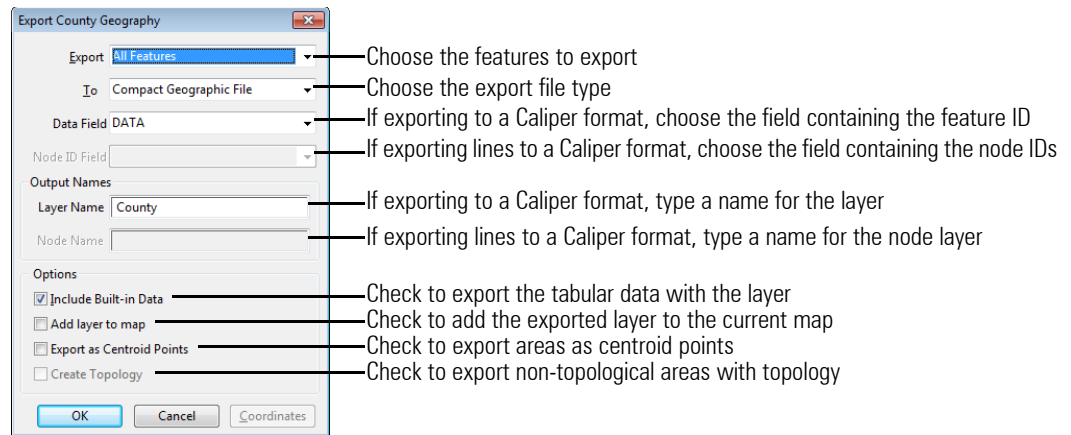 Export County Geography
Export All Features Choose the features to export
To Compact Geographic File Choose the export file type
Data Field DATA If exporting to a Caliper format, choose the field containing the feature ID
Node ID Field If exporting lines to a Caliper format, choose the field containing the node IDs
Output Names
Layer Name County If exporting to a Caliper format, type a name for the layer
Node Name If exporting lines to a Caliper format, type a name for the node layer
Options
Include Built-in Data Check to export the tabular data with the layer
Add layer to map Check to add the exported layer to the current map
Export as Centroid Points Check to export areas as centroid points
Create Topology Check to export non-topological areas with topology
OK Cancel Coordinates